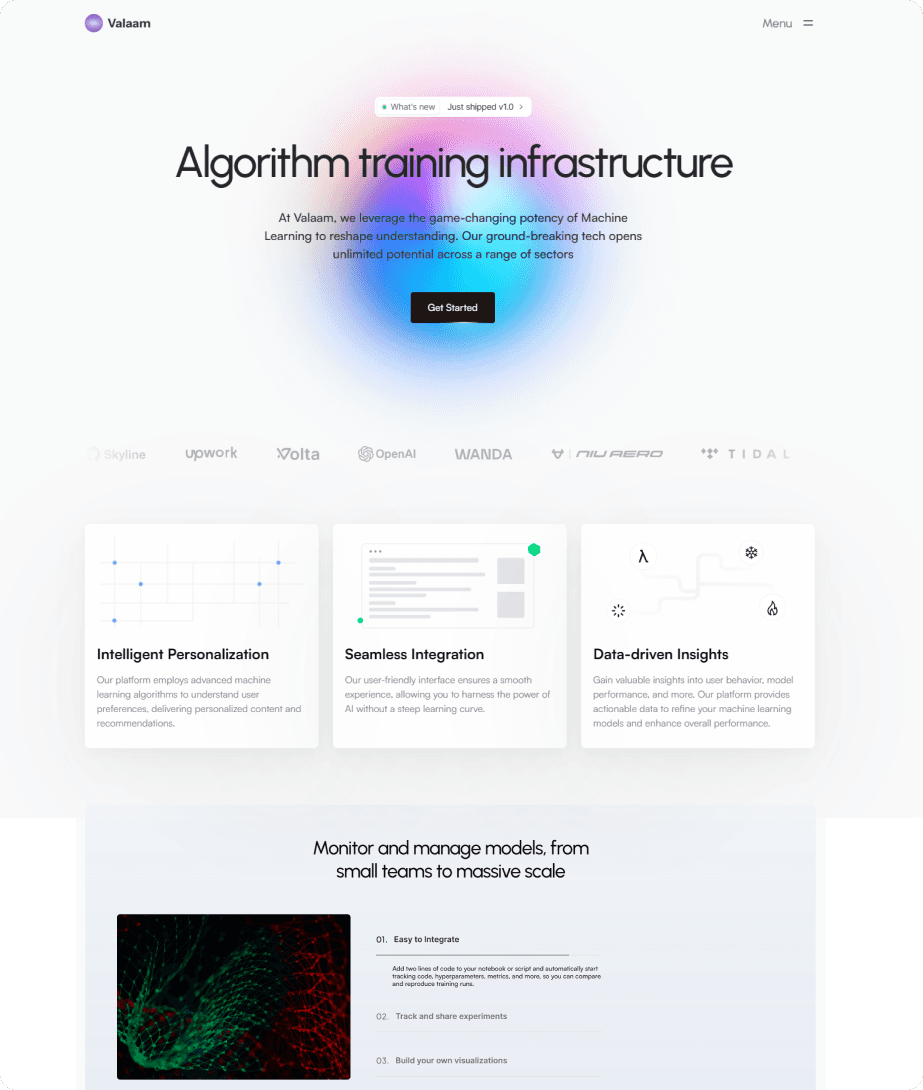 Valaam
Menu
What's new Just shipped v1.0
Algorithm training infrastructure
At Valaam, we leverage the game-changing potency of Machine
Learning to reshape understanding. Our ground-breaking tech opens
unlimited potential across a range of sectors
Get Started
Skyline upwork Volta OpenAI WANDA NIU AERO TIDAL
λ
Intelligent Personalization
Our platform employs advanced machine
learning algorithms to understand user
preferences, delivering personalized content and
recommendations.
Seamless Integration
Our user-friendly interface ensures a smooth
experience, allowing you to harness the power of
AI without a steep learning curve.
Data-driven Insights
Gain valuable insights into user behavior, model
performance, and more. Our platform provides
actionable data to refine your machine learning
models and enhance overall performance.
Monitor and manage models, from
small teams to massive scale
01. Easy to Integrate
Add two lines of code to your notebook or script and automatically start
tracking code, hyperparameters, metrics, and more, so you can compare
and reproduce training runs.
02. Track and share experiments
03. Build your own visualizations